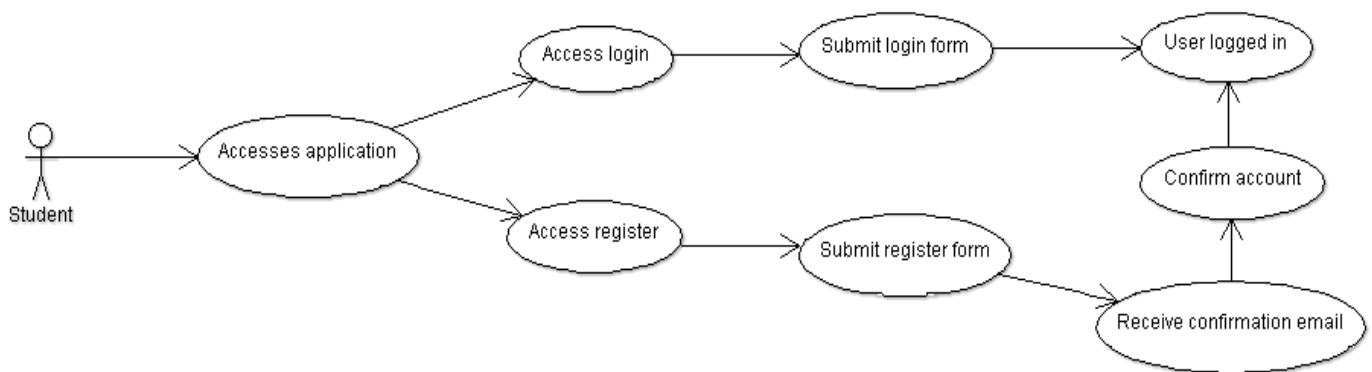 Access login
Submit login form
User logged in
Accesses application
Student
Confirm account
Access register
Submit register form
Receive confirmation email